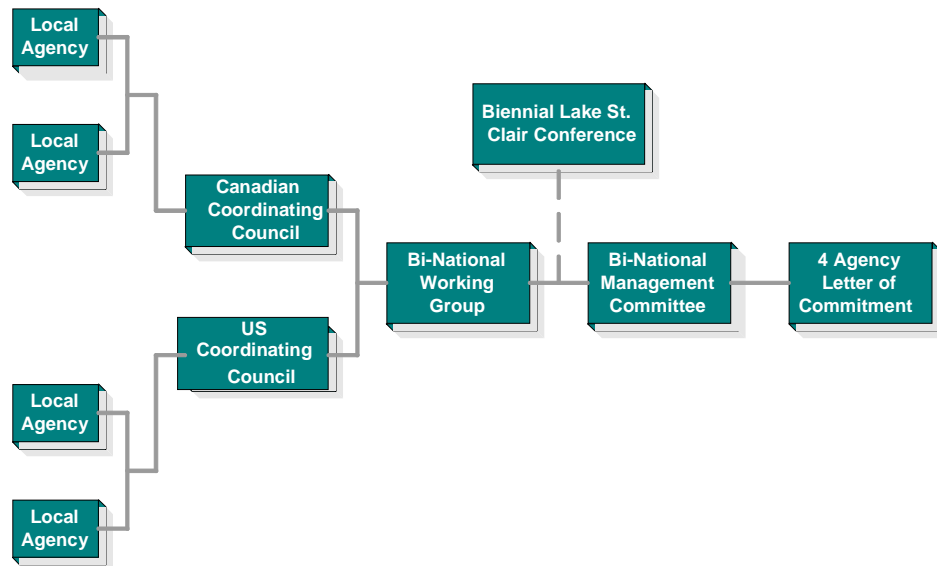 Local
Agency
Local
Agency
Canadian
Coordinating
Council
US
Coordinating
Council
Local
Agency
Local
Agency
Biennial Lake St.
Clair Conference
Bi-National
Working
Group
Bi-National
Management
Committee
4 Agency
Letter of
Commitment